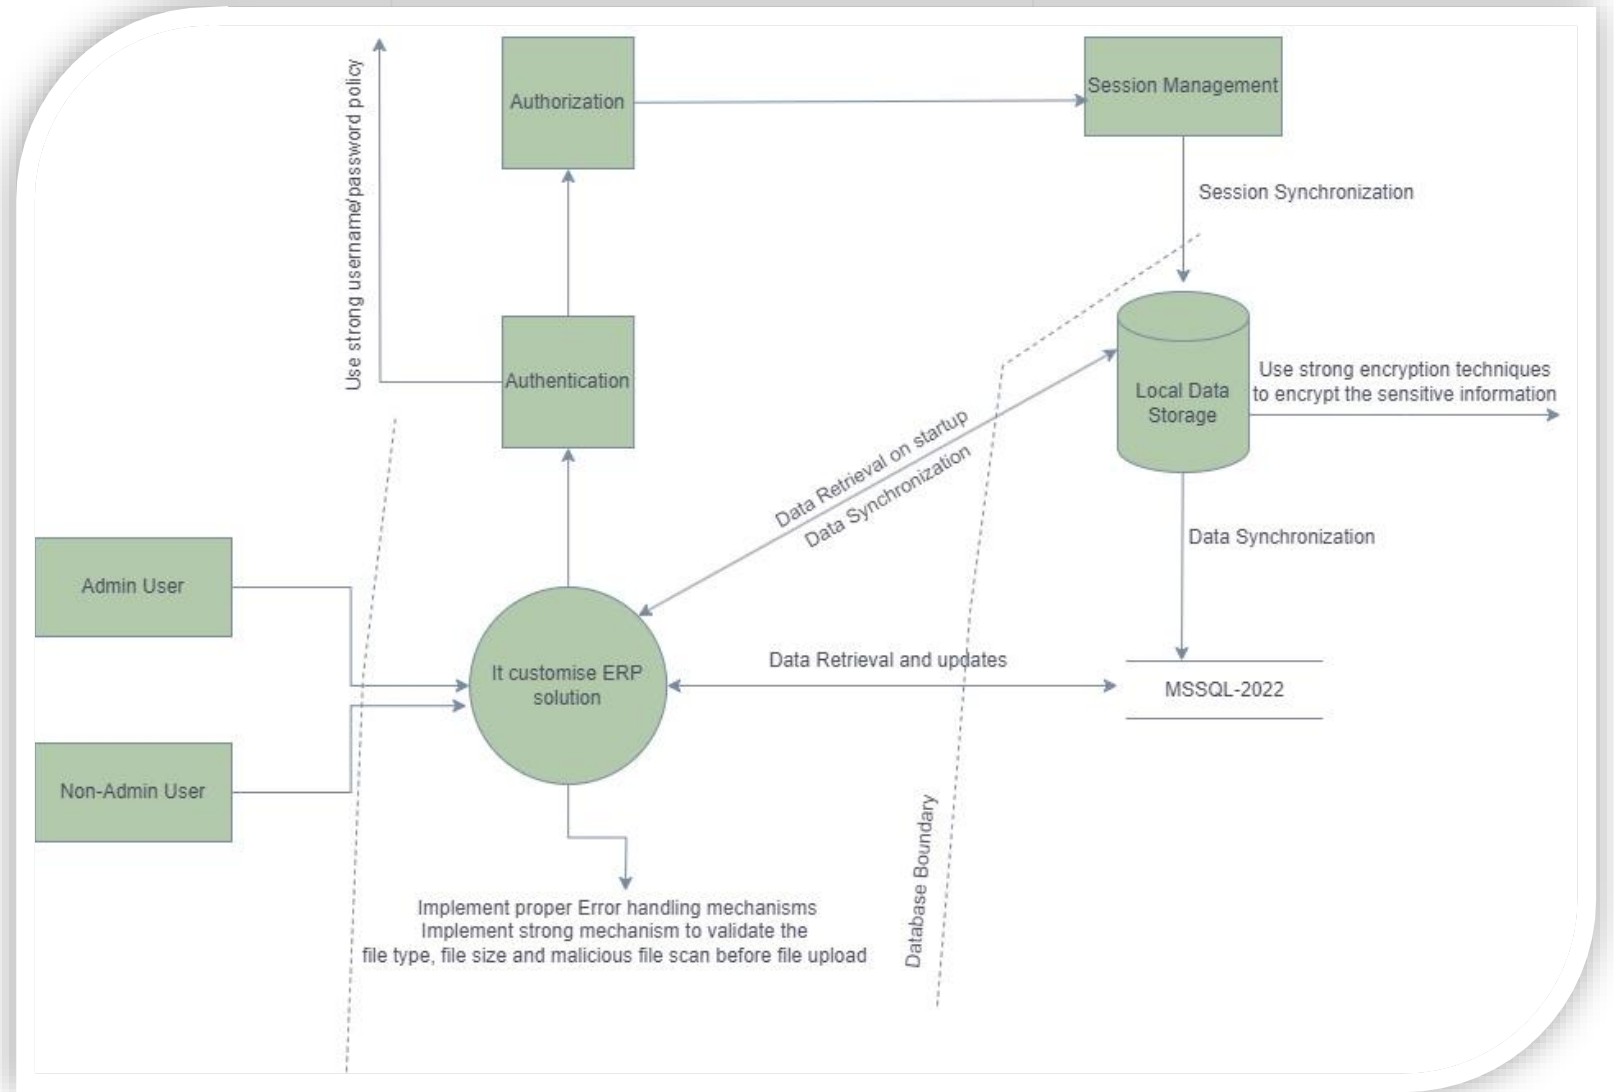 Use strong username/password policy
Authorization
Session Management
Session Synchronization
Authentication
Use strong encryption techniques
to encrypt the sensitive information
Local Data
Storage
Data Retrieval on startup
Data Synchronization
Data Synchronization
Admin User
It customise ERP
solution
Data Retrieval and updates
MSSQL-2022
Non-Admin User
Database Boundary
Implement proper Error handling mechanisms
Implement strong mechanism to validate the
file type, file size and malicious file scan before file upload